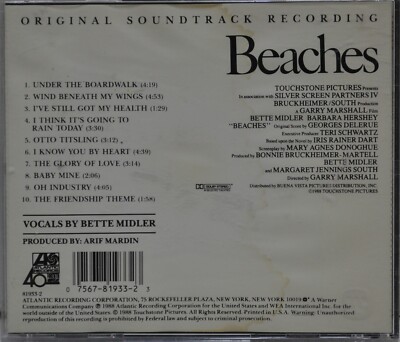 ORIGINAL SOUNDTRACK RECORDING
Beaches
1. UNDER THE BOARDWALK (4:19)
2. WIND BENEATH MY WINGS (4:53)
3. I'VE STILL GOT MY HEALTH (1:29)
4. I THINK IT'S GOING TO
RAIN TODAY (3:30)
5. OTTO TITSLING (3:12)
6. I KNOW YOU BY HEART (4:39)
7. THE GLORY OF LOVE (3:14)
8. BABY MINE (2:06)
9. OH INDUSTRY (4:05)
10. THE FRIENDSHIP THEME (1:58)
VOCALS BY BETTE MIDLER
PRODUCED BY: ARIF MARDIN
TOUCHSTONE PICTURES Presents
In association with SILVER SCREEN PARTNERS IV
A BRUCKHEIMER/SOUTH Production
A GARRY MARSHALL Film
BETTE MIDLER BARBARA HERSHEY
"BEACHES" Original Score by GEORGES DELERUE
Executive Producer TERI SCHWARTZ
Based upon the Novel by IRIS RAINER DART
Screenplay by MARY AGNES DONOGHUE
Produced by BONNIE BRUCKHEIMER-MARTELL
BETTE MIDLER
and MARGARET JENNINGS SOUTH
Directed by GARRY MARSHALL
Distributed by BUENA VISTA PICTURES DISTRIBUTION, INC.
©1988 TOUCHSTONE PICTURES
81933-2
0 7567-81933-2 3
ATLANTIC RECORDING CORPORATION, 75 ROCKEFELLER PLAZA, NEW YORK, NEW YORK 10019 A Warner
Communications Company ℗ 1988 Atlantic Recording Corporation for the United States and WEA International Inc. for the
world outside of the United States. © 1988 Touchstone Pictures. All Rights Reserved. Printed in U.S.A. Warning: Unauthorized
reproduction of this recording is prohibited by Federal law and subject to criminal prosecution.